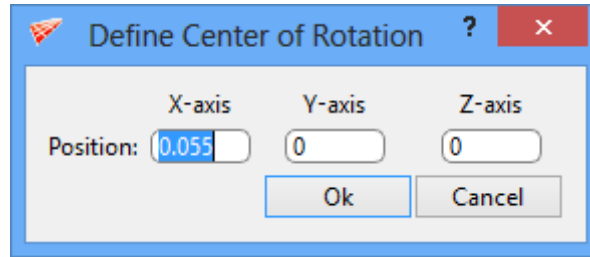 Define Center of Rotation ? ×
X-axis Y-axis Z-axis
Position: 0.055 0 0
Ok Cancel